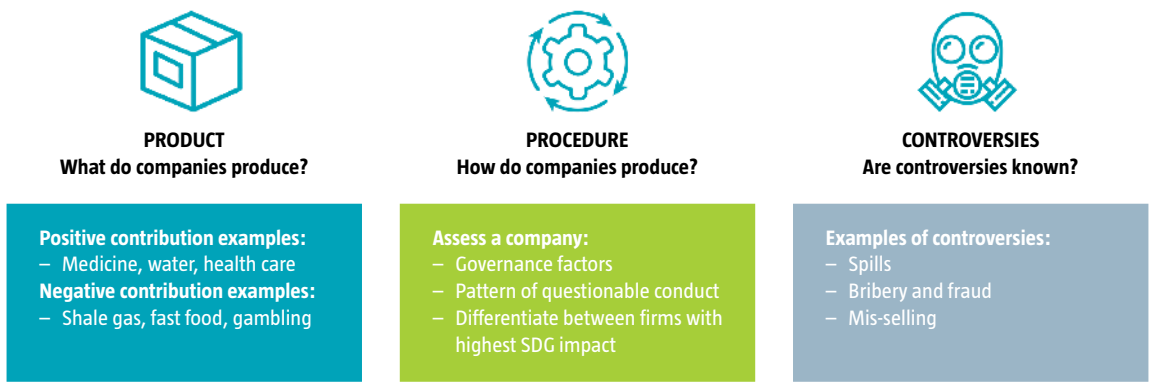 PRODUCT
What do companies produce?
Positive contribution examples:
– Medicine, water, health care
Negative contribution examples:
– Shale gas, fast food, gambling
PROCEDURE
How do companies produce?
Assess a company:
– Governance factors
– Pattern of questionable conduct
– Differentiate between firms with
highest SDG impact
CONTROVERSIES
Are controversies known?
Examples of controversies:
– Spills
– Bribery and fraud
– Mis-selling